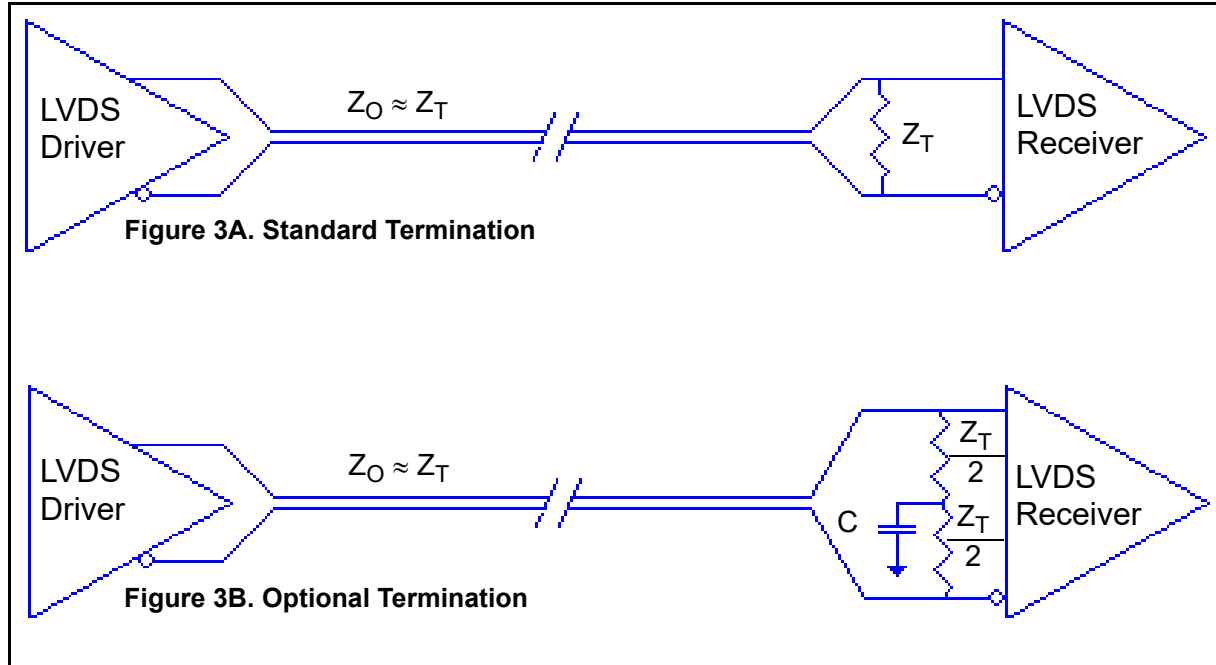 LVDS
Driver
Z_O ≈ Z_T
Z_T
LVDS
Receiver
Figure 3A. Standard Termination
LVDS
Driver
Z_O ≈ Z_T
C
Z_T
2
Z_T
2
LVDS
Receiver
Figure 3B. Optional Termination